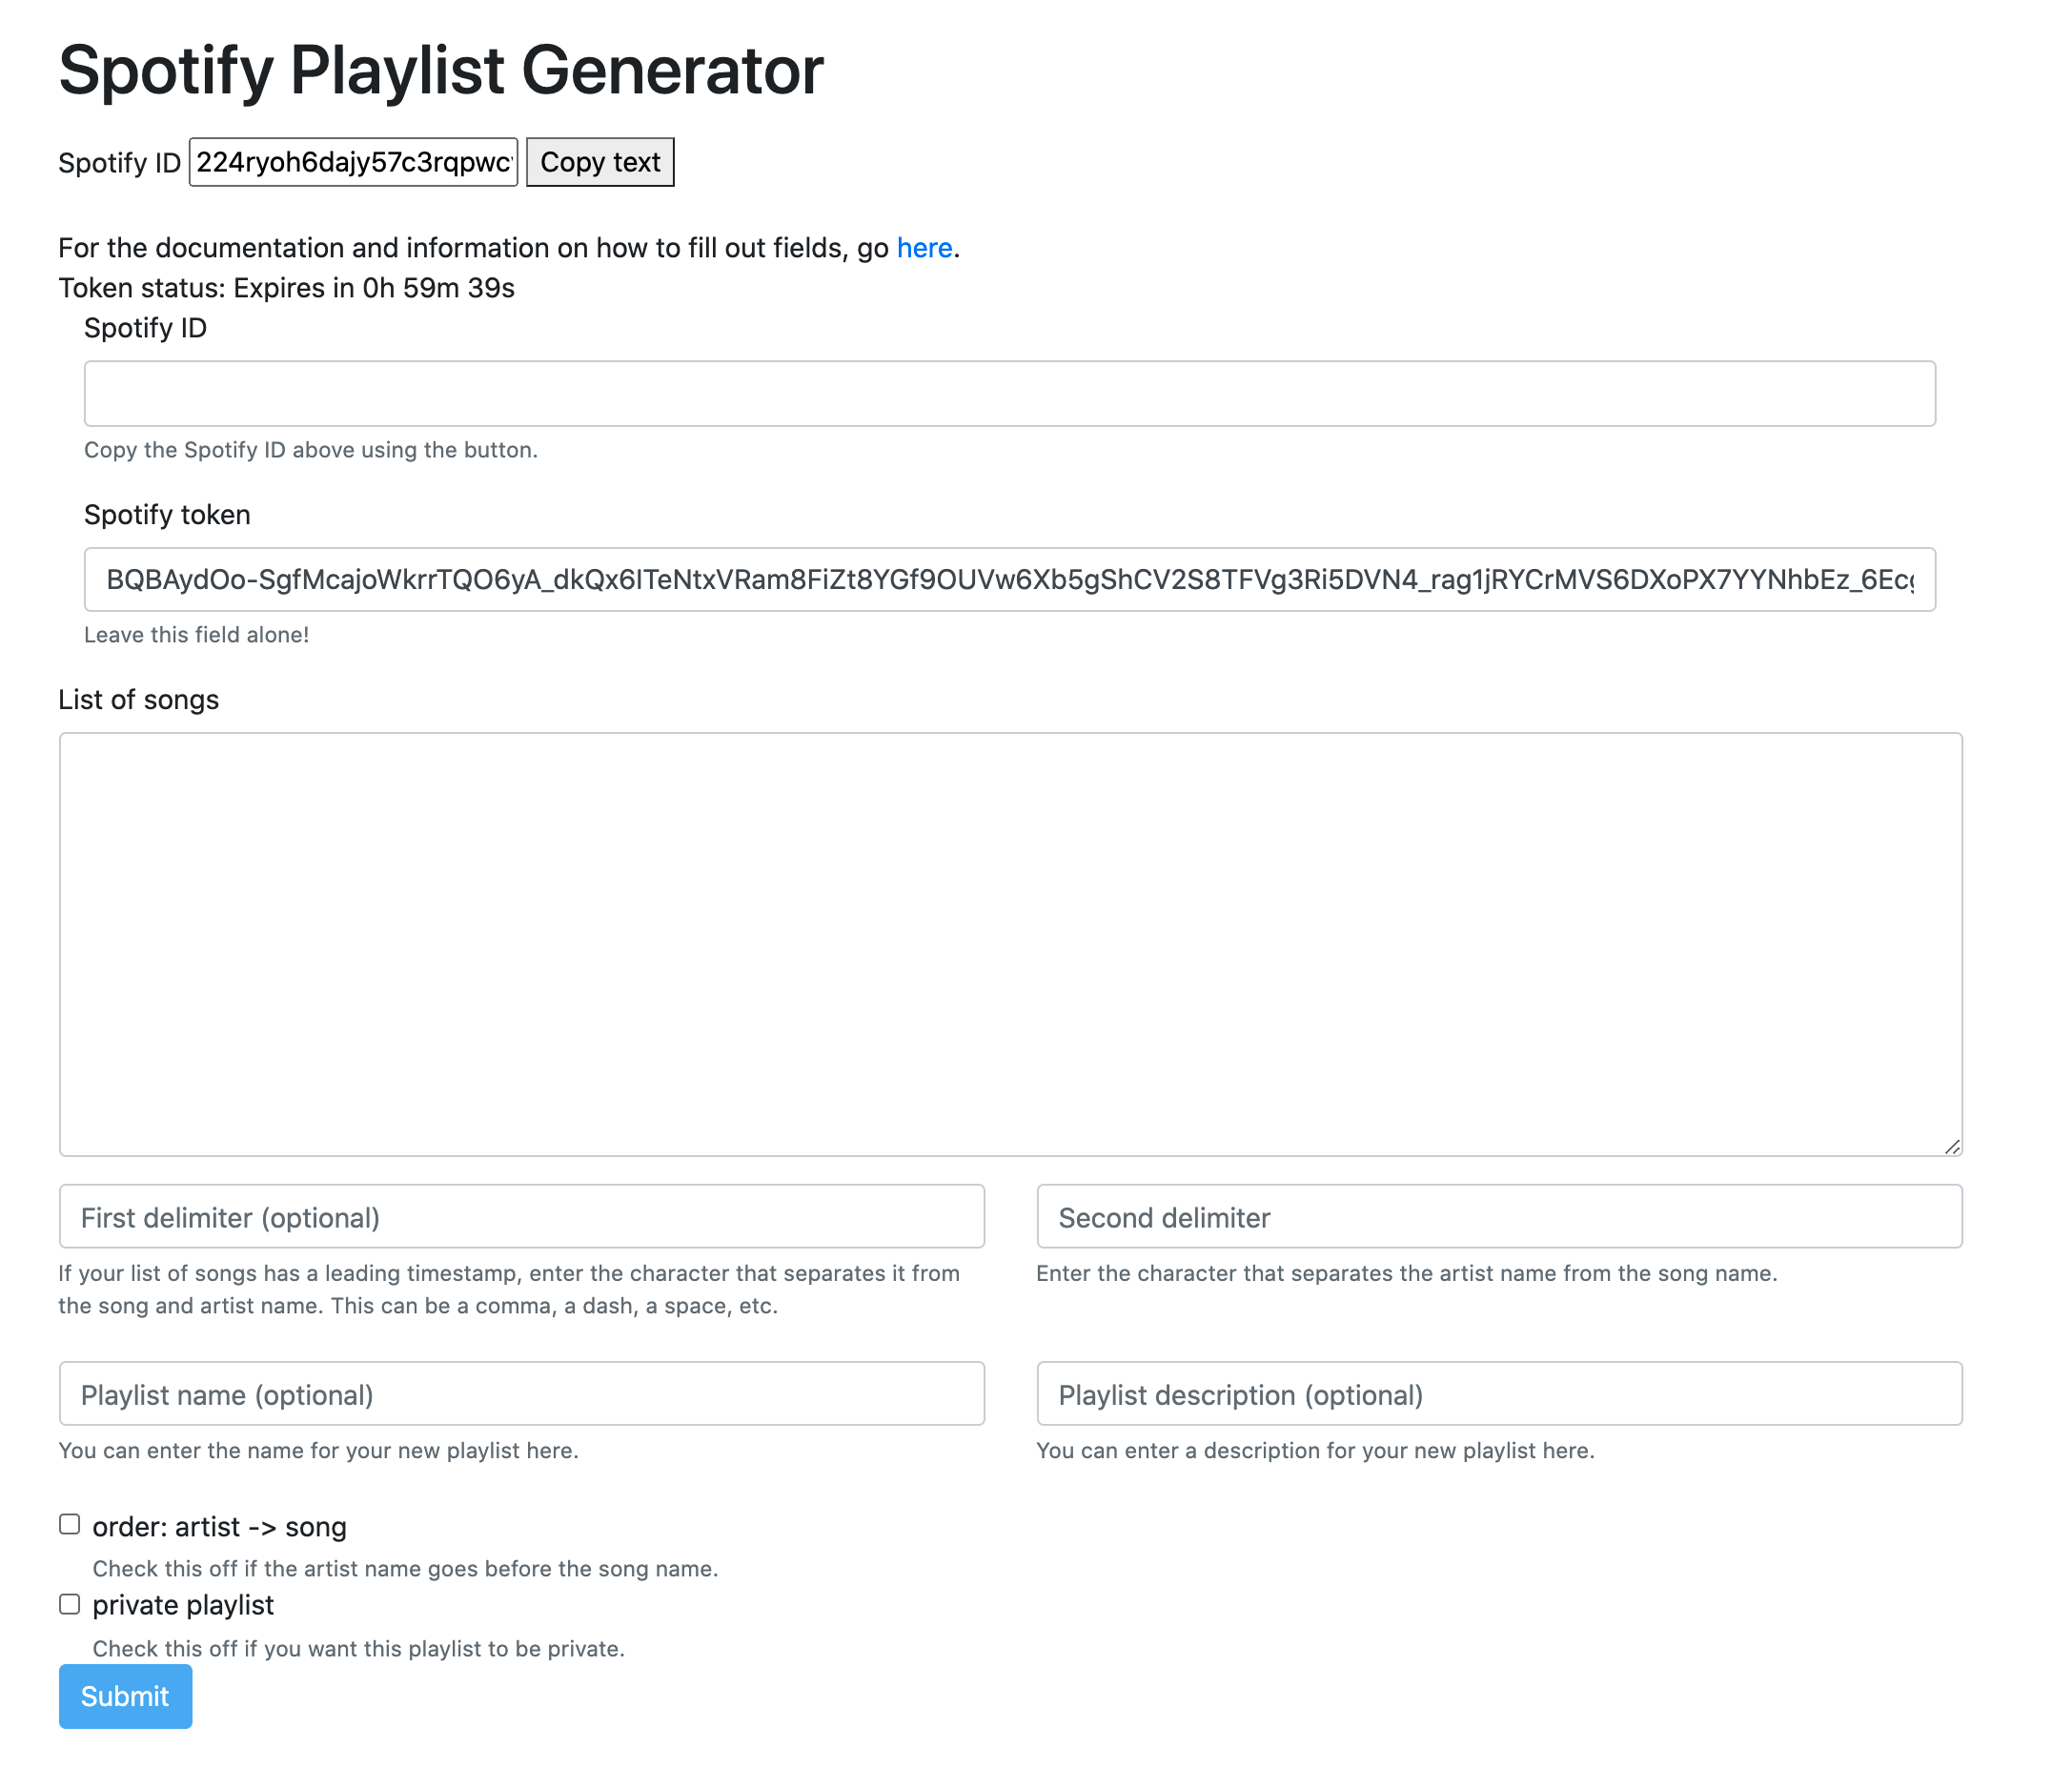 Spotify Playlist Generator
Spotify ID 224ryoh6dajy57c3rqpwc Copy text
For the documentation and information on how to fill out fields, go here.
Token status: Expires in 0h 59m 39s
Spotify ID
Copy the Spotify ID above using the button.
Spotify token
BQBAydOo-SgfMcajoWkrrTQO6yA_dkQx6ITeNtxVRam8FiZt8YGf9OUVw6Xb5gShCV2S8TFVg3Ri5DVN4_rag1jRYCrMVS6DXoPX7YYNhbEz_6Ec
Leave this field alone!
List of songs
First delimiter (optional) Second delimiter
If your list of songs has a leading timestamp, enter the character that separates it from
the song and artist name. This can be a comma, a dash, a space, etc.
Enter the character that separates the artist name from the song name.
Playlist name (optional) Playlist description (optional)
You can enter the name for your new playlist here. You can enter a description for your new playlist here.
order: artist -> song
Check this off if the artist name goes before the song name.
private playlist
Check this off if you want this playlist to be private.
Submit